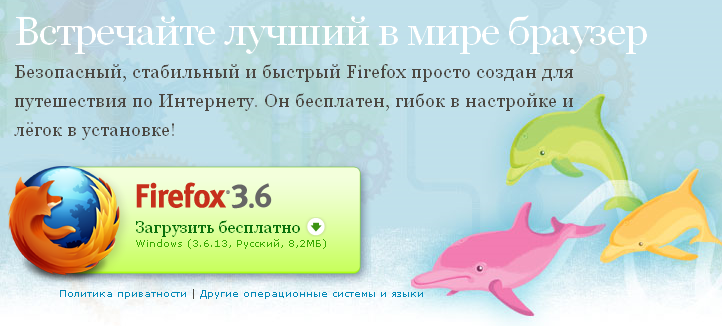 Встречайте лучший в мире браузер
Безопасный, стабильный и быстрый Firefox просто создан для
путешествия по Интернету. Он бесплатен, гибок в настройке и
лёгок в установке!
Firefox 3.6
Загрузить бесплатно
Windows (3.6.13, Русский, 8,2МБ)
Политика приватности | Другие операционные системы и языки